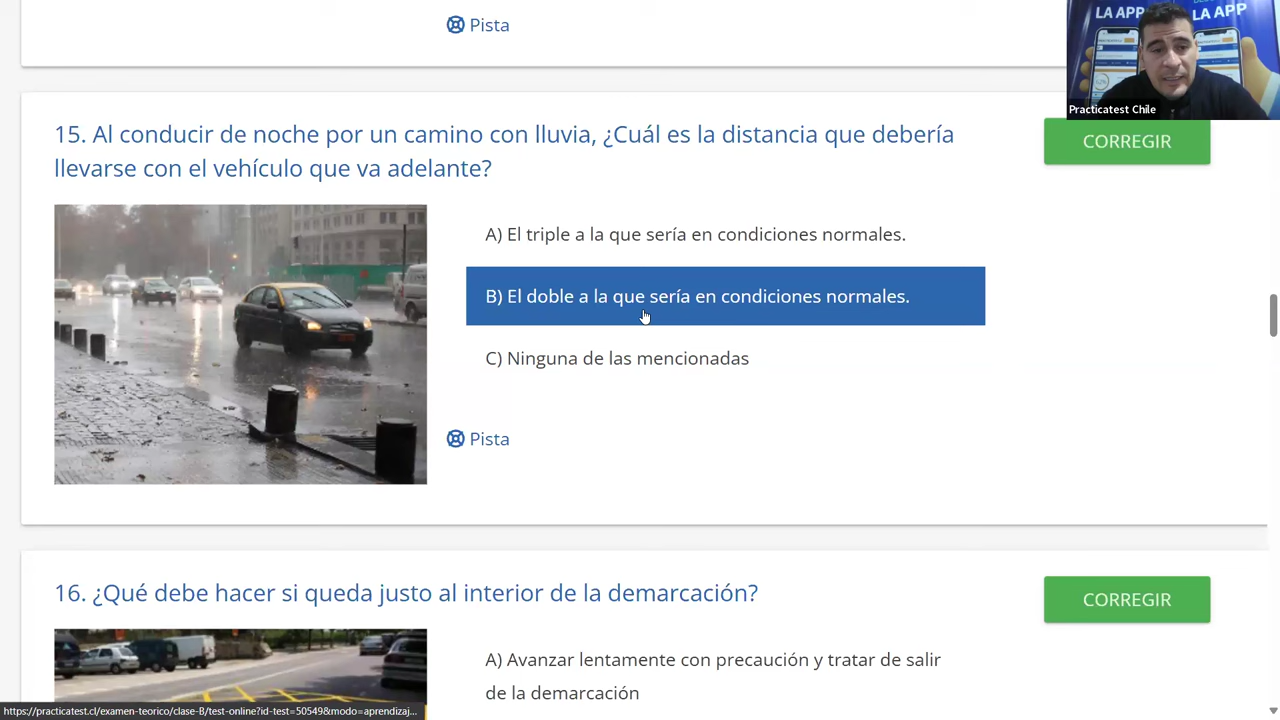 Pista
LA APP
LA APP
Practicatest Chile
15. Al conducir de noche por un camino con lluvia, ¿Cuál es la distancia que debería
llevarse con el vehículo que va adelante?
CORREGIR
A) El triple a la que sería en condiciones normales.
B) El doble a la que sería en condiciones normales.
C) Ninguna de las mencionadas
Pista
16. ¿Qué debe hacer si queda justo al interior de la demarcación?
CORREGIR
A) Avanzar lentamente con precaución y tratar de salir
de la demarcación
https://practicatest.cl/examen-teorico/clase-B/test-online?id-test=50549&modo=aprendizaj...